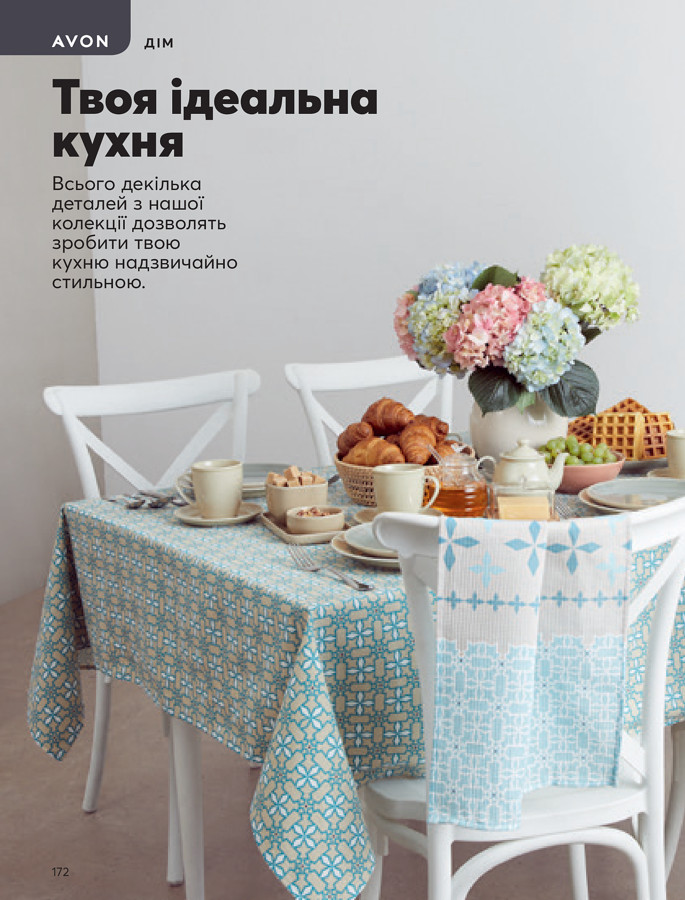 AVON ДІМ
Твоя ідеальна
кухня
Всього декілька
деталей з нашої
колекції дозволять
зробити твою
кухню надзвичайно
стильною.
172